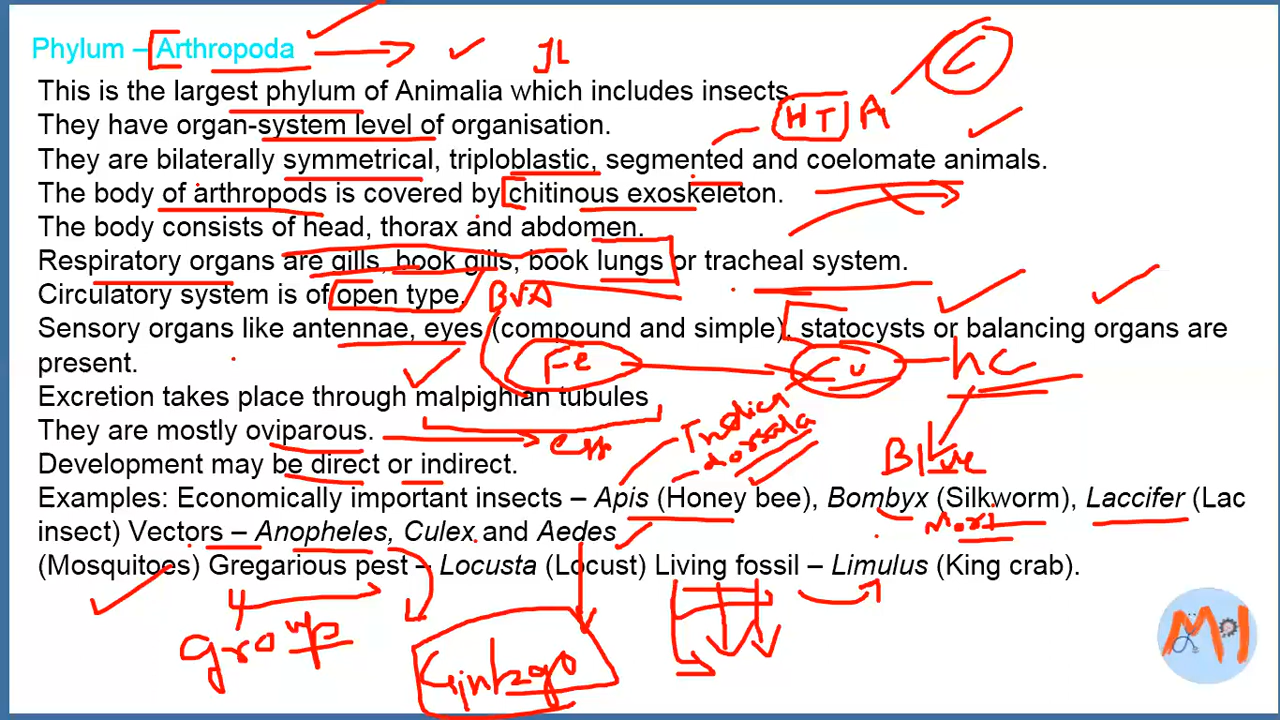 Phylum – Arthropoda
JL
This is the largest phylum of Animalia which includes insects.
C
They have organ-system level of organisation.
HTA
They are bilaterally symmetrical, triploblastic, segmented and coelomate animals.
The body of arthropods is covered by chitinous exoskeleton.
The body consists of head, thorax and abdomen.
Respiratory organs are gills, book gills, book lungs or tracheal system.
Circulatory system is of open type.
Sensory organs like antennae, eyes (compound and simple), statocysts or balancing organs are
present.
Fe
Cu
hc
Excretion takes place through malpighian tubules
Indica
dorsata
They are mostly oviparous.
Blue
Development may be direct or indirect.
Examples: Economically important insects – Apis (Honey bee), Bombyx (Silkworm), Laccifer (Lac
mori
insect) Vectors – Anopheles, Culex and Aedes
(Mosquitoes) Gregarious pest – Locusta (Locust) Living fossil – Limulus (King crab).
group
Ginkgo
MI